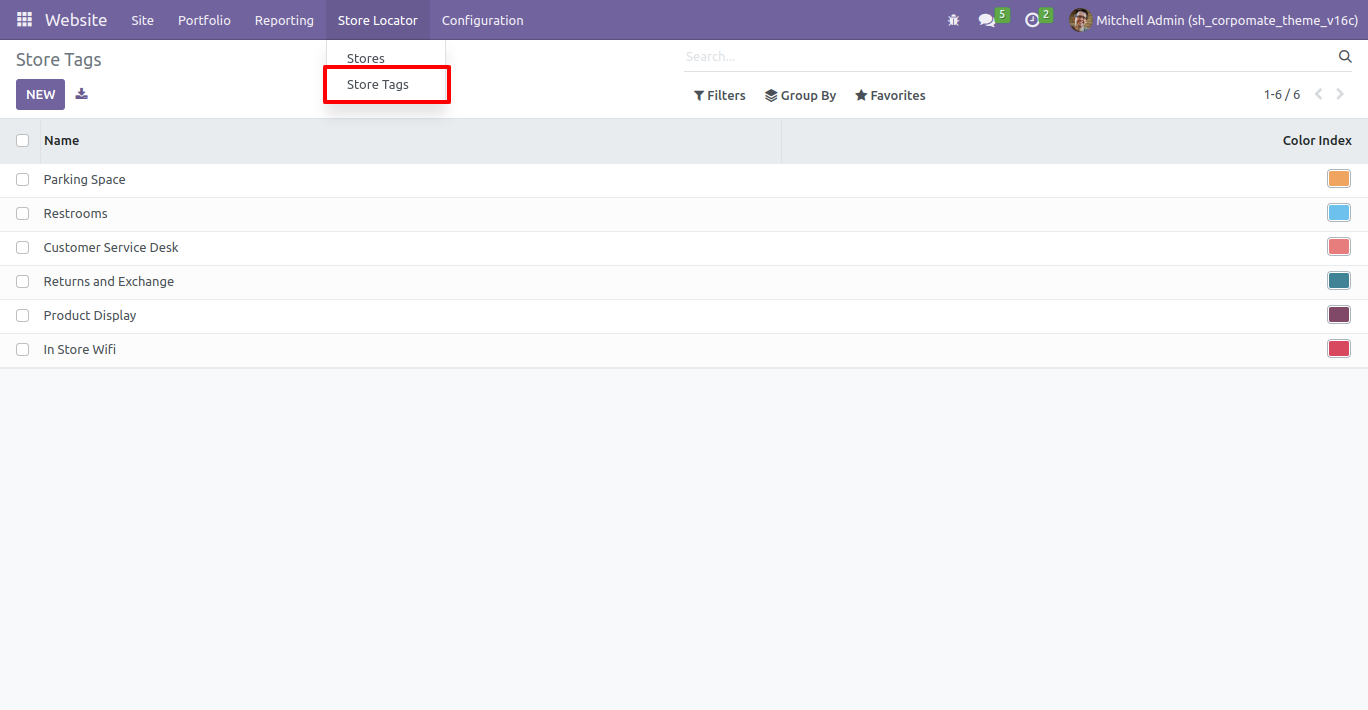 Website Site Portfolio Reporting Store Locator Configuration 5 2 Mitchell Admin (sh_corpomate_theme_v16c)
Store Tags
Stores
Store Tags
Search...
NEW
Filters Group By Favorites 1-6 / 6
Name Color Index
Parking Space
Restrooms
Customer Service Desk
Returns and Exchange
Product Display
In Store Wifi